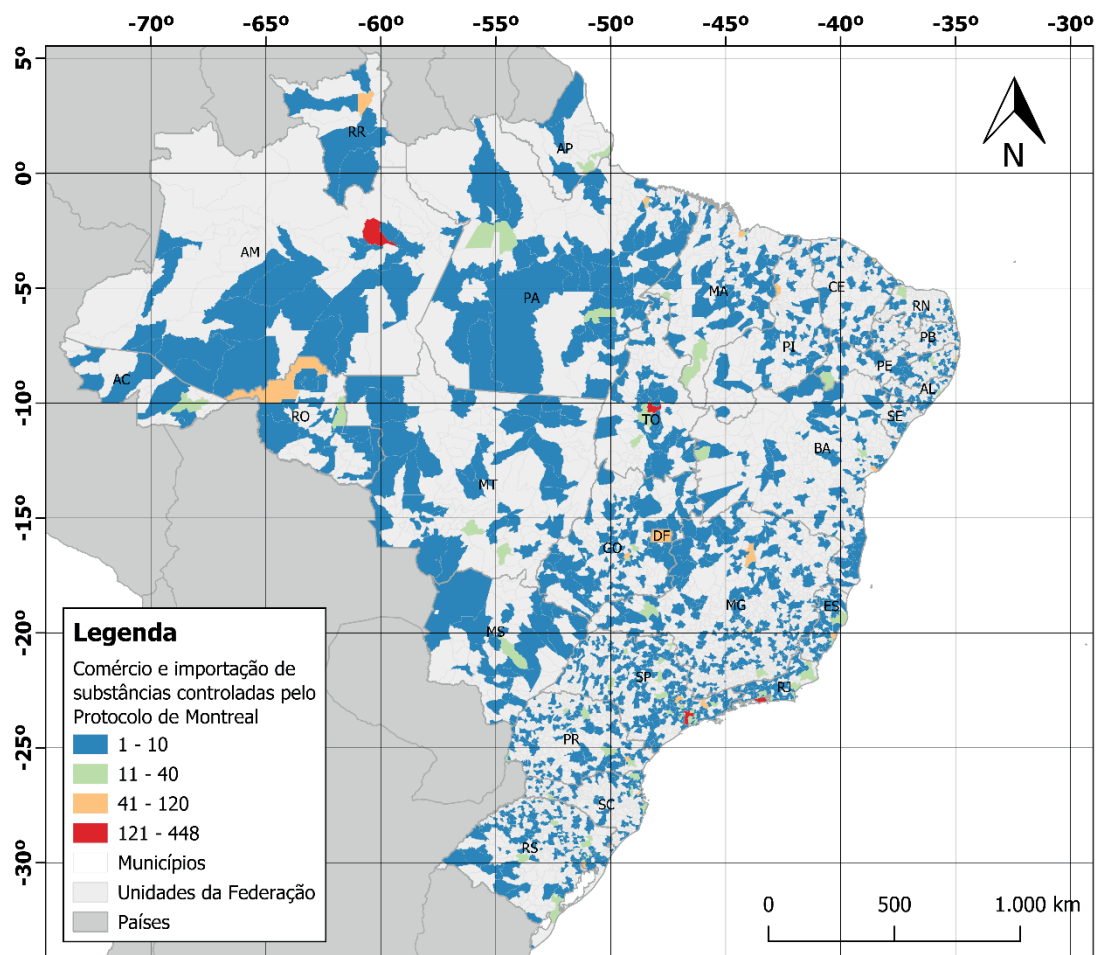 -70º -65º -60º -55º -50º -45º -40º -35º -30º
5º
0º
-5º
-10º
-15º
-20º
-25º
-30º
N
RR
AP
AM
PA
MA
CE
RN
PB
PI
PE
AC
AL
RO
TO
SE
BA
MT
DF
GO
MG
ES
MS
SP
RJ
PR
SC
RS
Legenda
Comércio e importação de
substâncias controladas pelo
Protocolo de Montreal
1 - 10
11 - 40
41 - 120
121 - 448
Municípios
Unidades da Federação
Países
0 500 1.000 km